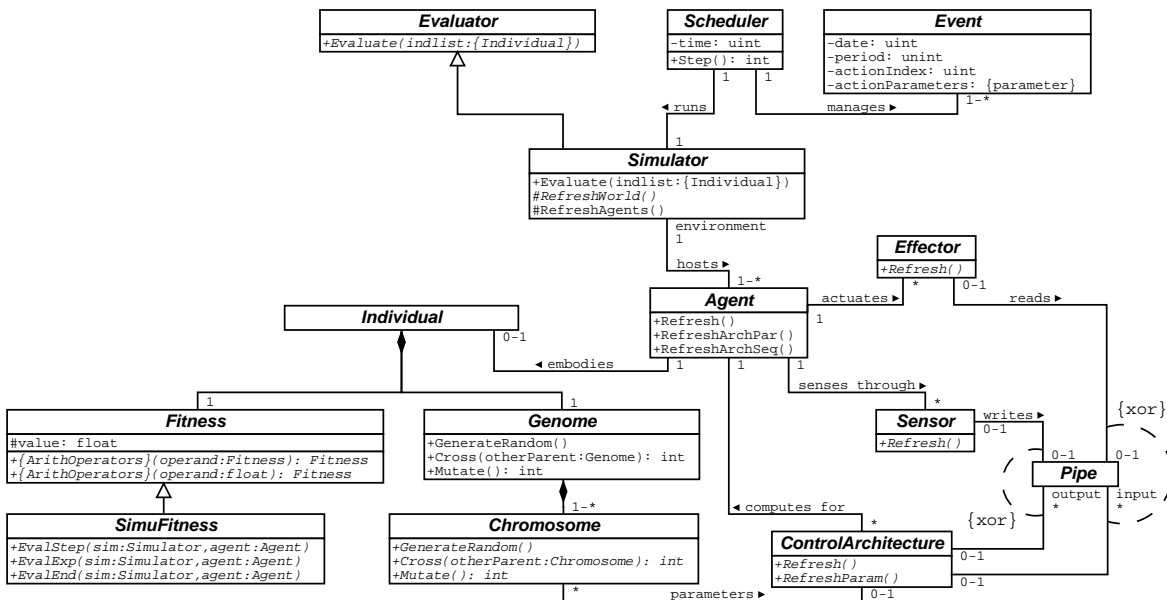 Evaluator
+Evaluate(indlist:{Individual})
Scheduler
-time: uint
+Step(): int
Event
-date: uint
-period: unint
-actionIndex: uint
-actionParameters: {parameter}
1
1
1-*
◄ runs
manages ►
1
Simulator
+Evaluate(indlist:{Individual})
#RefreshWorld()
#RefreshAgents()
environment
1
hosts ►
1-*
Effector
+Refresh()
*
0-1
Agent
+Refresh()
+RefreshArchPar()
+RefreshArchSeq()
actuates ►
1
reads ►
Individual
0-1
◄ embodies
1
1
1
senses through ►
*
Sensor
+Refresh()
writes ►
0-1
{xor}
1
1
Fitness
#value: float
+{ArithOperators}(operand:Fitness): Fitness
+{ArithOperators}(operand:float): Fitness
Genome
+GenerateRandom()
+Cross(otherParent:Genome): int
+Mutate(): int
0-1
0-1
Pipe
output
input
*
*
{xor}
1-*
◄ computes for
*
SimuFitness
+EvalStep(sim:Simulator,agent:Agent)
+EvalExp(sim:Simulator,agent:Agent)
+EvalEnd(sim:Simulator,agent:Agent)
Chromosome
+GenerateRandom()
+Cross(otherParent:Chromosome): int
+Mutate(): int
ControlArchitecture
+Refresh()
+RefreshParam()
0-1
0-1
*
parameters ►
0-1